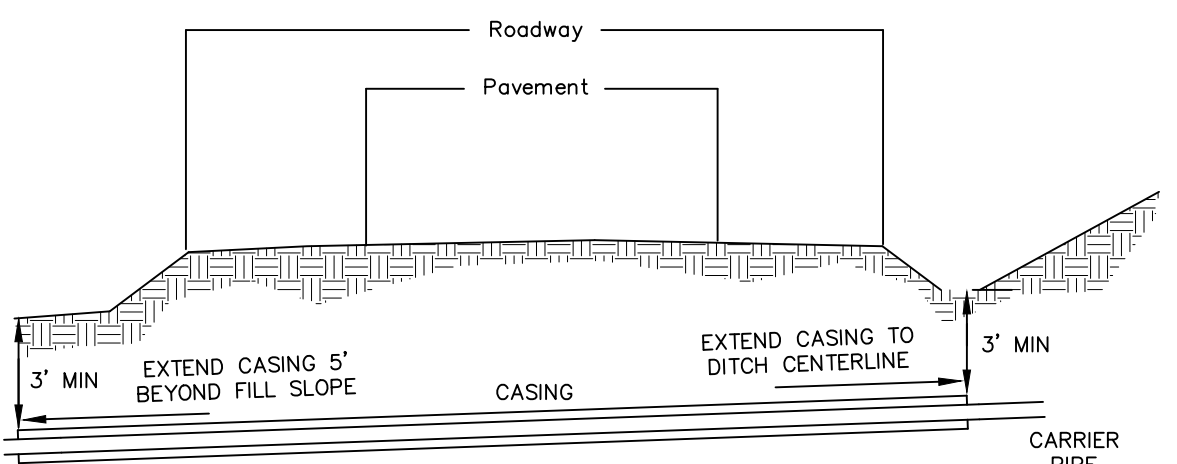 Roadway
Pavement
EXTEND CASING TO
DITCH CENTERLINE
3' MIN
EXTEND CASING 5'
BEYOND FILL SLOPE
3' MIN
CASING
CARRIER
PIPE